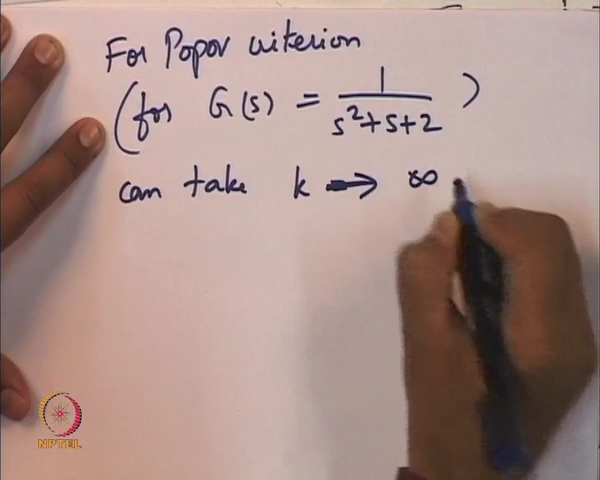 For Popov criterion
(for G(s) = 1/(s²+s+2))
can take k → ∞
NPTEL